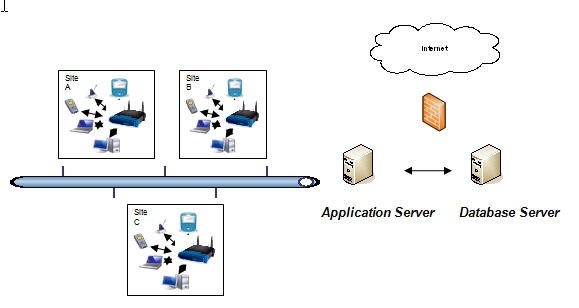 Internet
Site
A
Site
B
Application Server
Database Server
Site
C